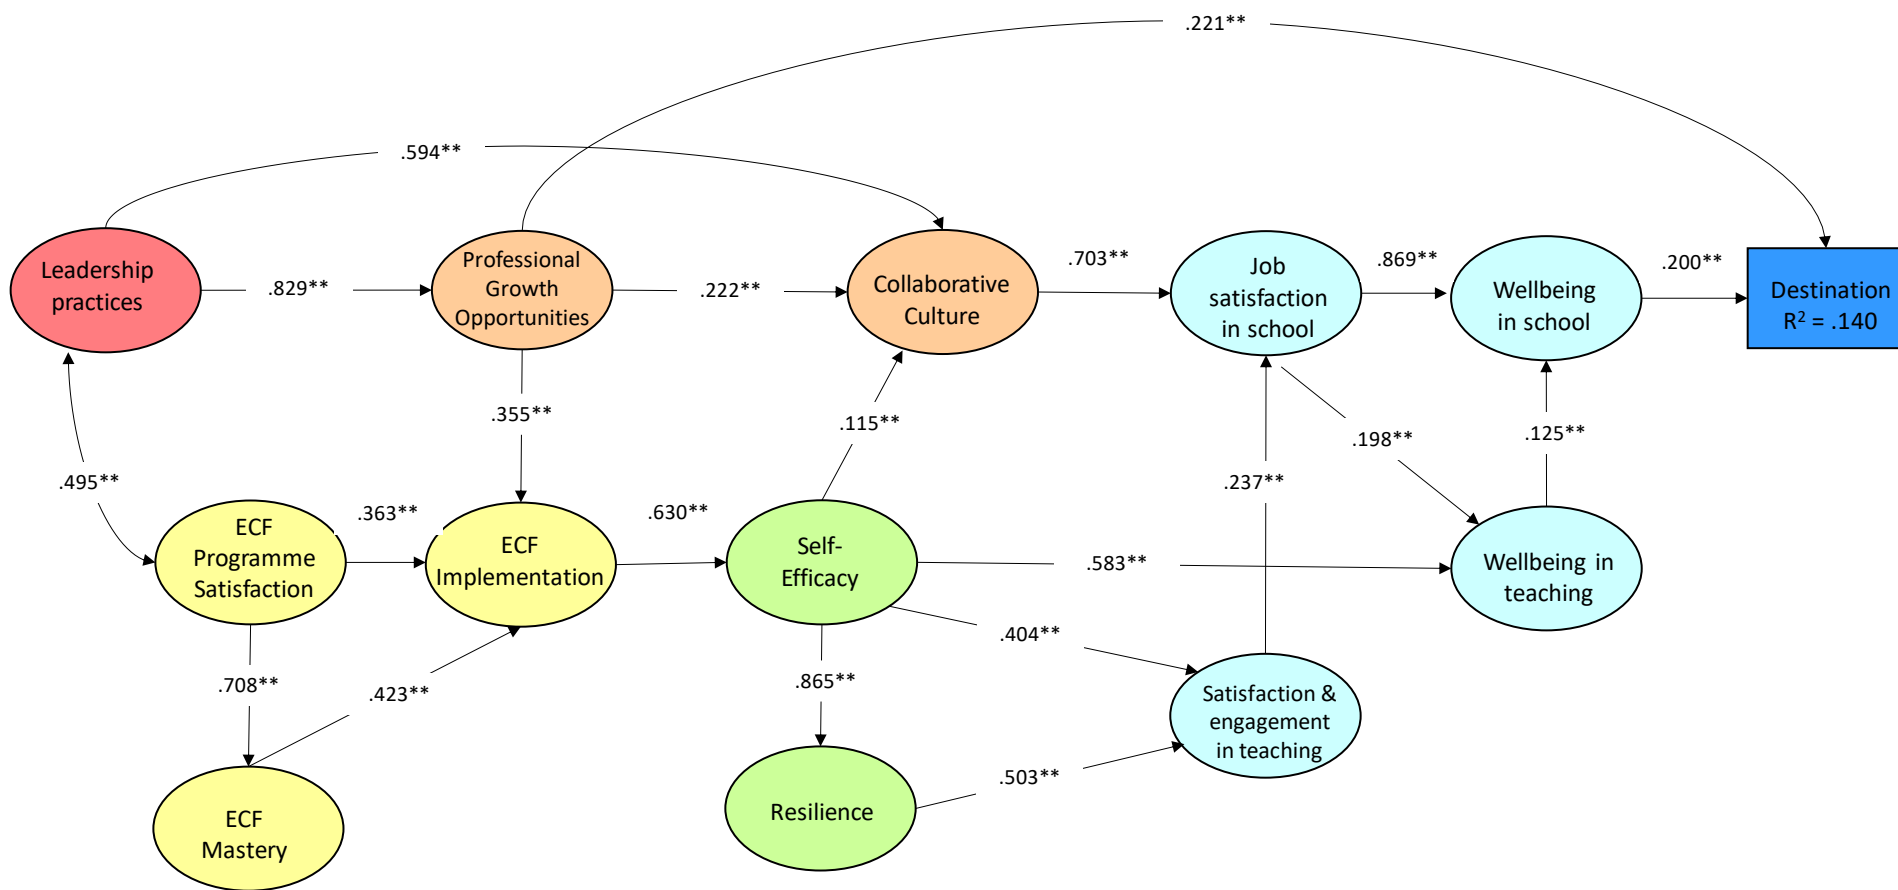 .221**
.594**
Leadership
practices
.829**
Professional
Growth
Opportunities
.222**
Collaborative
Culture
.703**
Job
satisfaction
in school
.869**
Wellbeing
in school
.200**
Destination
R² = .140
.355**
.115**
.198**
.125**
.495**
.237**
ECF
Programme
Satisfaction
.363**
ECF
Implementation
.630**
Self-
Efficacy
.583**
Wellbeing in
teaching
.404**
.708**
.423**
.865**
Satisfaction &
engagement
in teaching
.503**
ECF
Mastery
Resilience